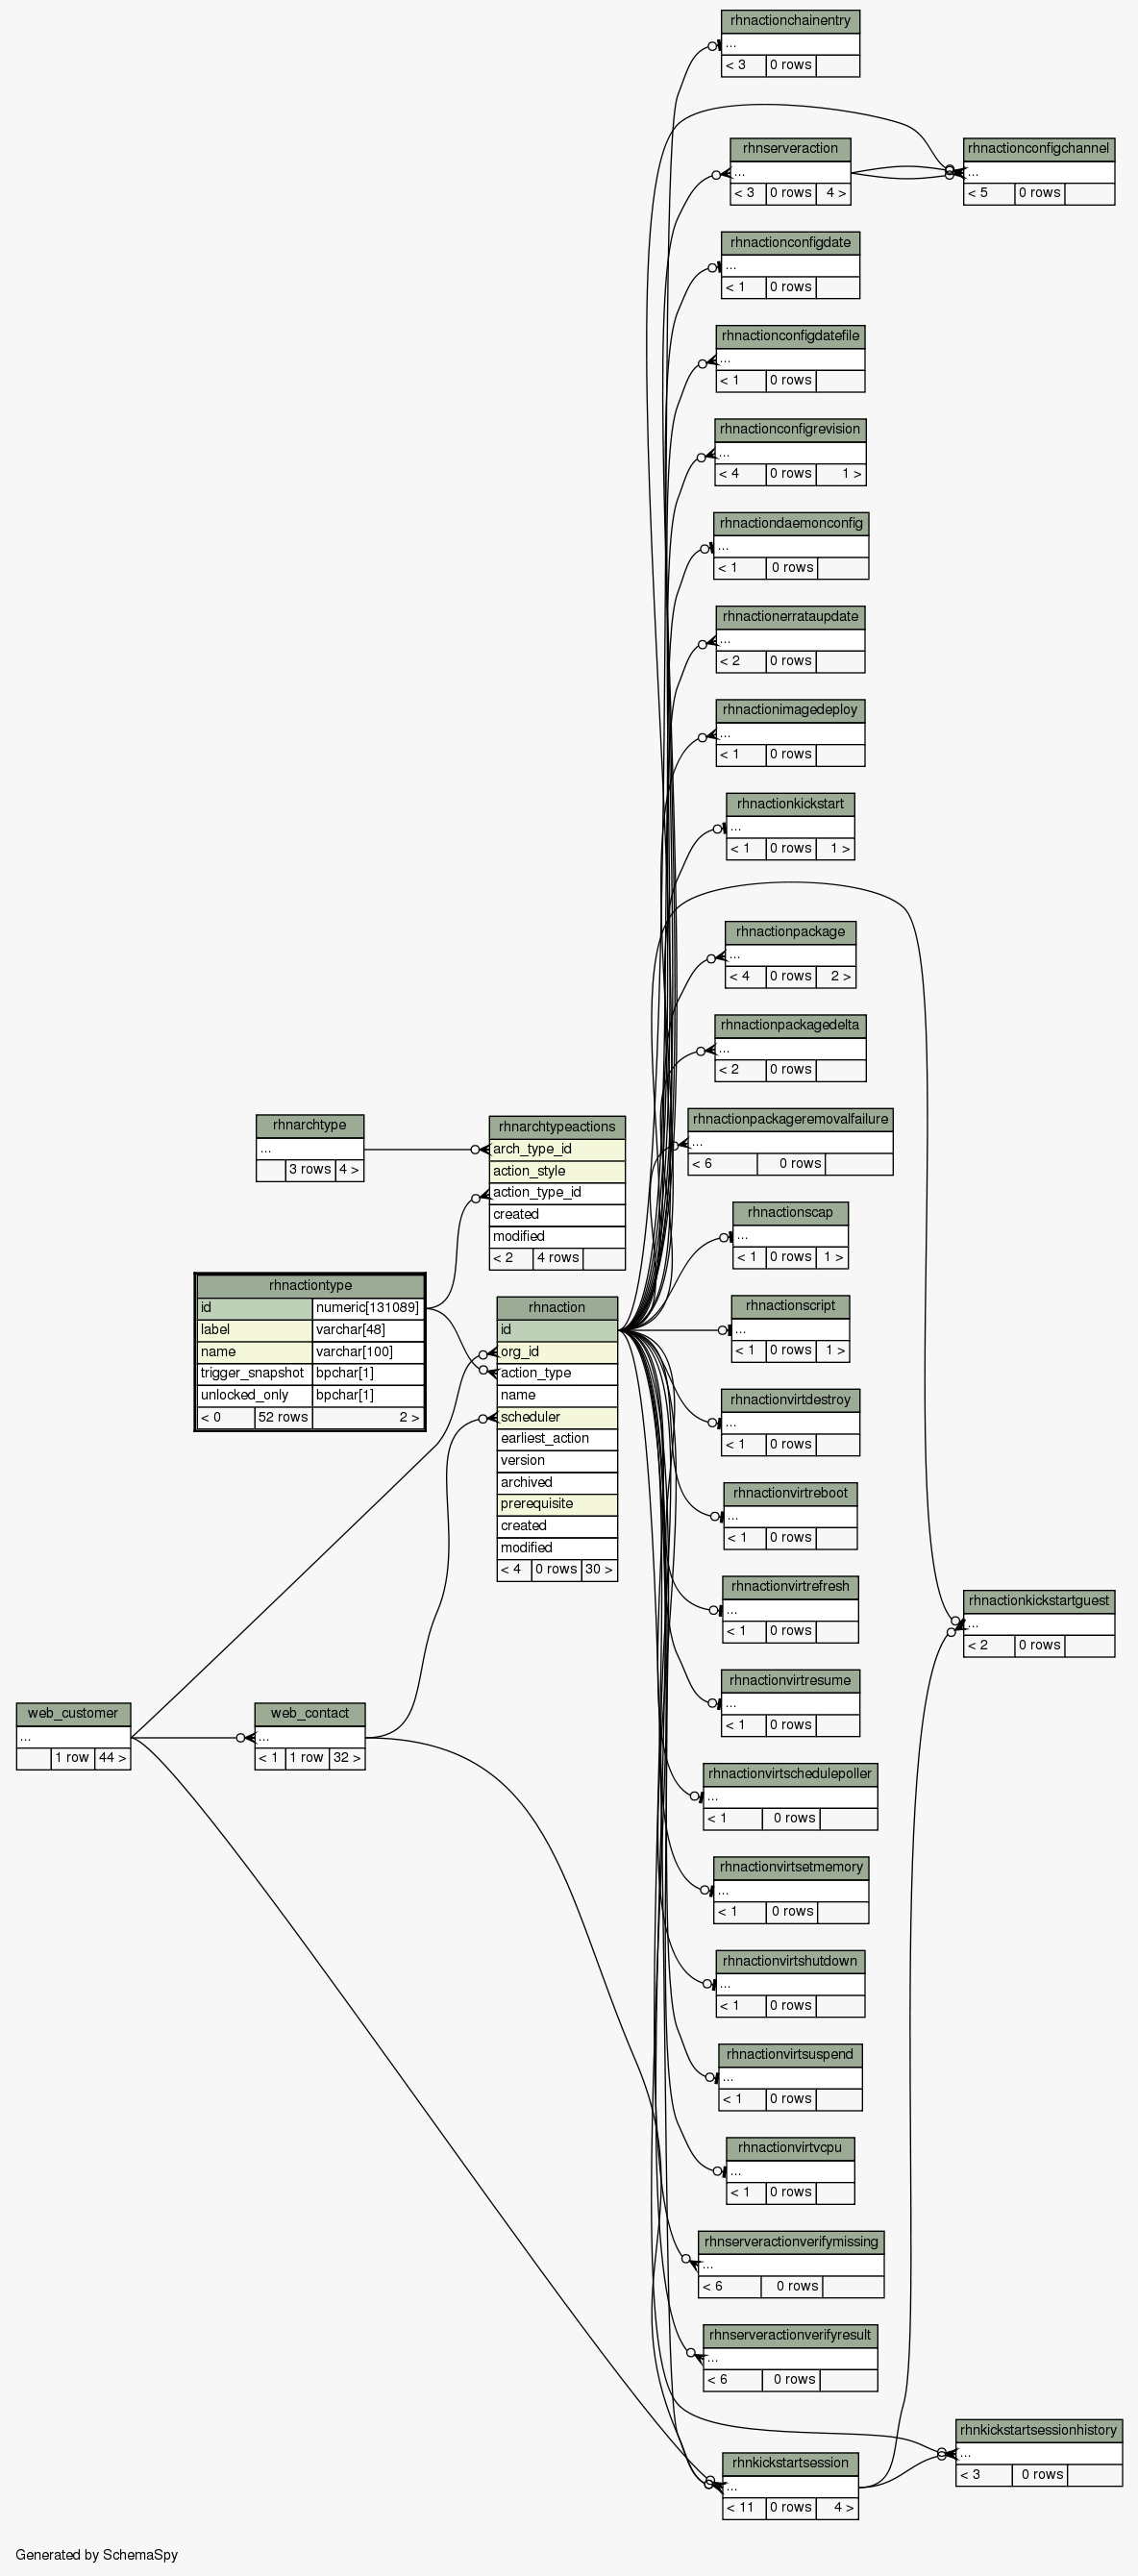 rhnactionchainentry
...
< 3 0 rows
rhnserveraction
...
< 3 0 rows 4 >
rhnactionconfigchannel
...
< 5 0 rows
rhnactionconfigdate
...
< 1 0 rows
rhnactionconfigdatefile
...
< 1 0 rows
rhnactionconfigrevision
...
< 4 0 rows 1 >
rhnactiondaemonconfig
...
< 1 0 rows
rhnactionerrataupdate
...
< 2 0 rows
rhnactionimagedeploy
...
< 1 0 rows
rhnactionkickstart
...
< 1 0 rows 1 >
rhnactionpackage
...
< 4 0 rows 2 >
rhnactionpackagedelta
...
< 2 0 rows
rhnactionpackageremovalfailure
...
< 6 0 rows
rhnarchtype
...
3 rows 4 >
rhnarchtypeactions
arch_type_id
action_style
action_type_id
created
modified
< 2 4 rows
rhnactionscap
...
< 1 0 rows 1 >
rhnactiontype
id numeric[131089]
label varchar[48]
name varchar[100]
trigger_snapshot bpchar[1]
unlocked_only bpchar[1]
< 0 52 rows 2 >
rhnaction
id
org_id
action_type
name
scheduler
earliest_action
version
archived
prerequisite
created
modified
< 4 0 rows 30 >
rhnactionscript
...
< 1 0 rows 1 >
rhnactionvirtdestroy
...
< 1 0 rows
rhnactionvirtreboot
...
< 1 0 rows
rhnactionvirtrefresh
...
< 1 0 rows
rhnactionkickstartguest
...
< 2 0 rows
rhnactionvirtresume
...
< 1 0 rows
web_customer
...
1 row 44 >
web_contact
...
< 1 1 row 32 >
rhnactionvirtschedulepoller
...
< 1 0 rows
rhnactionvirtsetmemory
...
< 1 0 rows
rhnactionvirtshutdown
...
< 1 0 rows
rhnactionvirtsuspend
...
< 1 0 rows
rhnactionvirtvcpu
...
< 1 0 rows
rhnserveractionverifymissing
...
< 6 0 rows
rhnserveractionverifyresult
...
< 6 0 rows
rhnkickstartsessionhistory
...
< 3 0 rows
rhnkickstartsession
...
< 11 0 rows 4 >
Generated by SchemaSpy